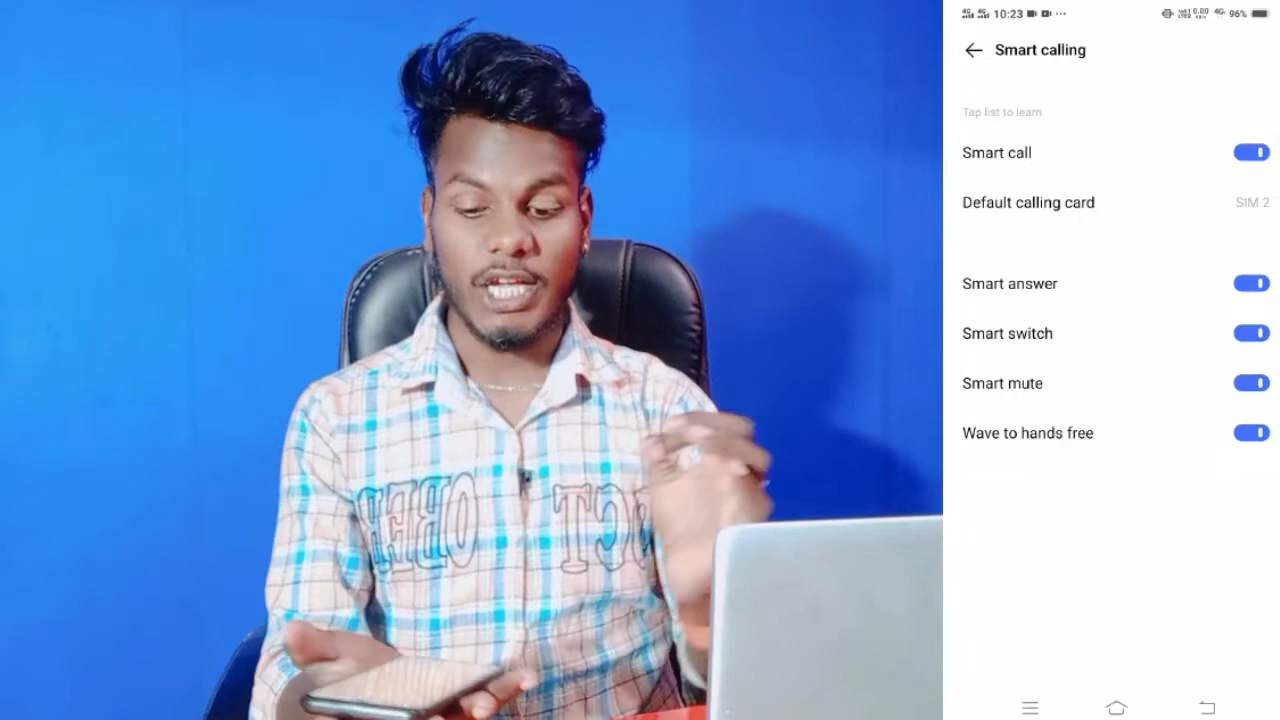 10:23
96%
Smart calling
Tap list to learn
Smart call
Default calling card SIM 2
Smart answer
Smart switch
Smart mute
Wave to hands free